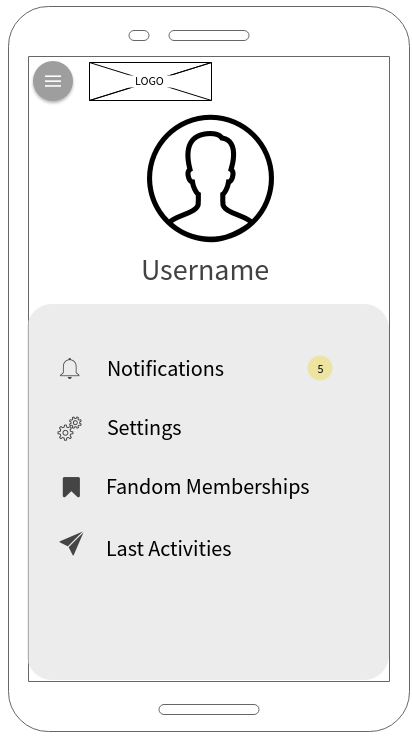 LOGO
Username
Notifications 5
Settings
Fandom Memberships
Last Activities